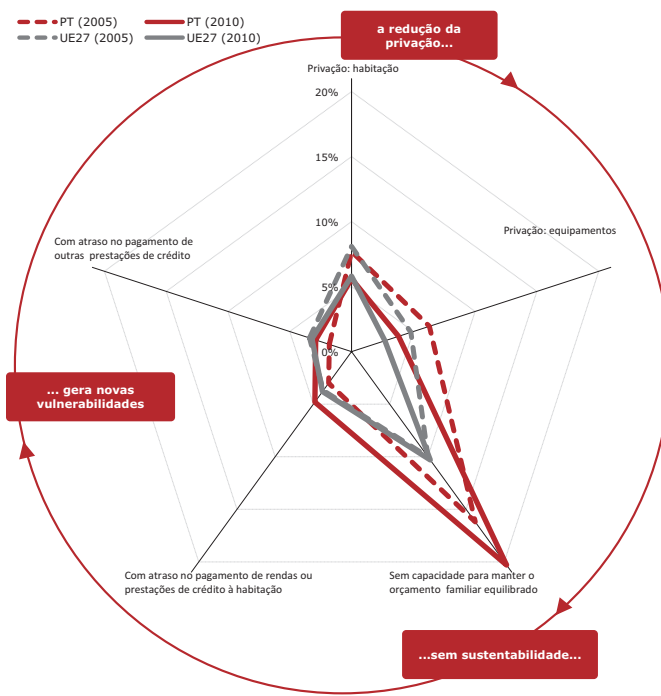 PT (2005)
PT (2010)
UE27 (2005)
UE27 (2010)
a redução da
privação...
Privação: habitação
20%
15%
10%
5%
0%
Privação: equipamentos
Com atraso no pagamento de
outras prestações de crédito
... gera novas
vulnerabilidades
Com atraso no pagamento de rendas ou
prestações de crédito à habitação
Sem capacidade para manter o
orçamento familiar equilibrado
...sem sustentabilidade...